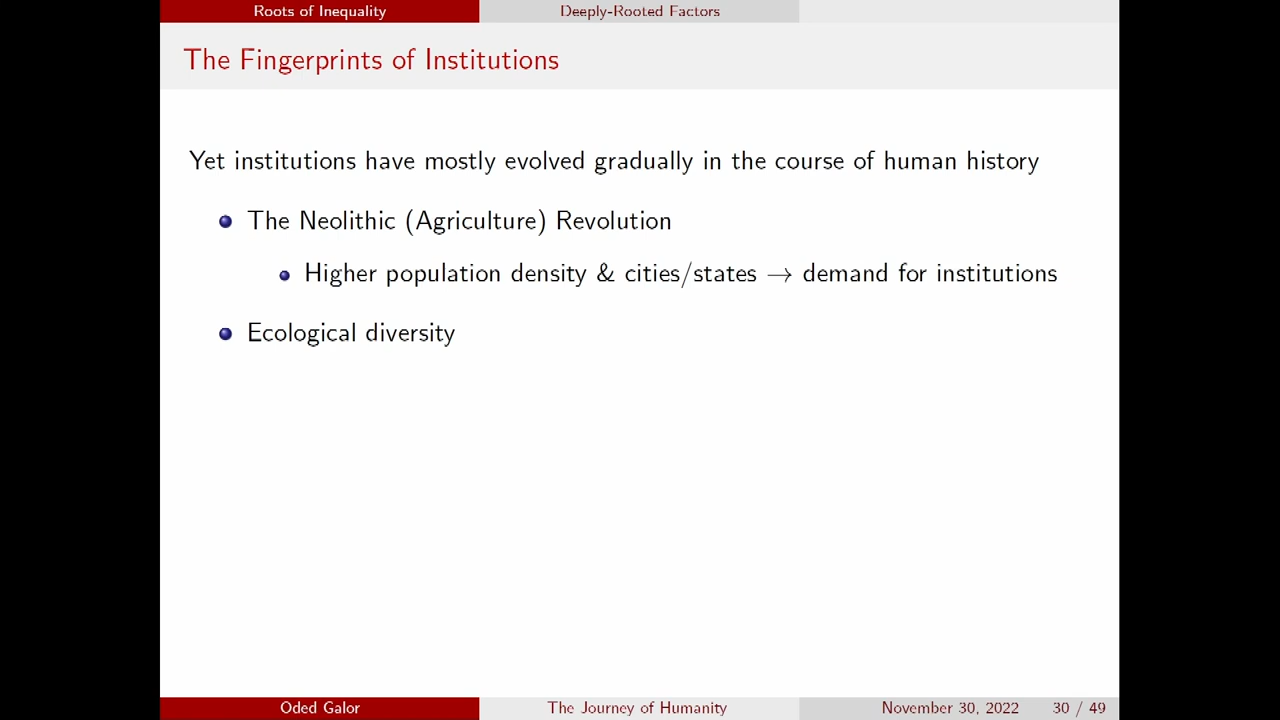 Roots of Inequality
Deeply-Rooted Factors
The Fingerprints of Institutions
Yet institutions have mostly evolved gradually in the course of human history
The Neolithic (Agriculture) Revolution
Higher population density & cities/states → demand for institutions
Ecological diversity
Oded Galor
The Journey of Humanity
November 30, 2022
30 / 49